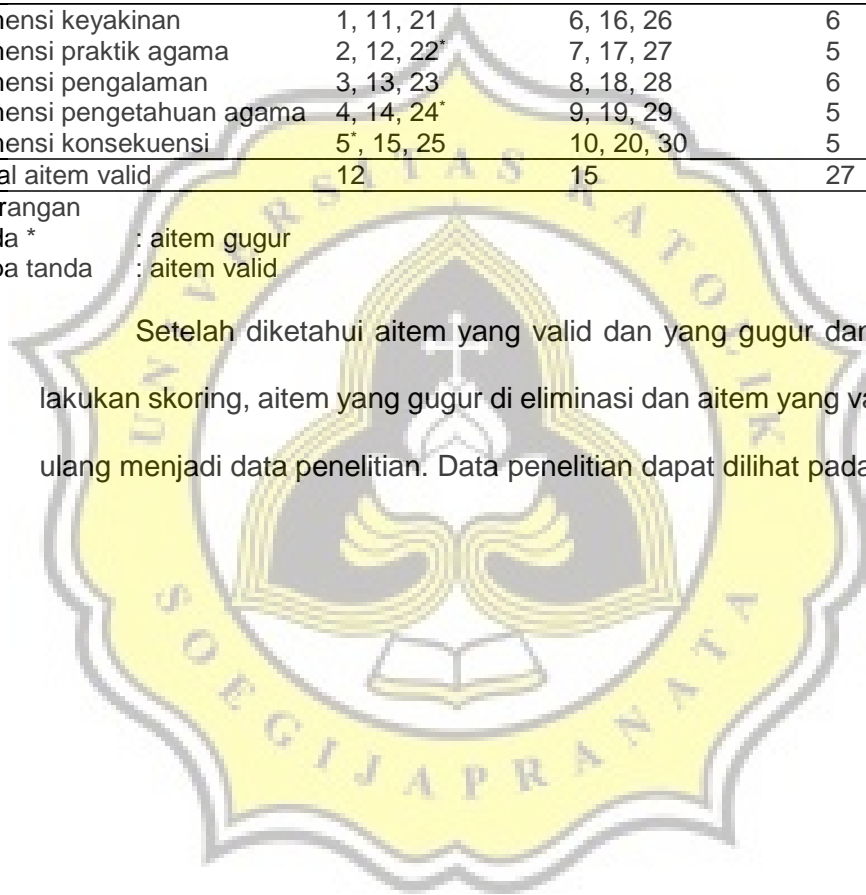 mensi keyakinan 1, 11, 21 6, 16, 26 6
mensi praktik agama 2, 12, 22* 7, 17, 27 5
mensi pengalaman 3, 13, 23 8, 18, 28 6
mensi pengetahuan agama 4, 14, 24* 9, 19, 29 5
mensi konsekuensi 5*, 15, 25 10, 20, 30 5
al aitem valid 12 15 27
rangan
da * : aitem gugur
pa tanda : aitem valid
Setelah diketahui aitem yang valid dan yang gugur dar
lakukan skoring, aitem yang gugur di eliminasi dan aitem yang va
ulang menjadi data penelitian. Data penelitian dapat dilihat pada
UNIVERSITAS KATOLIK
SOEGIJAPRANATA